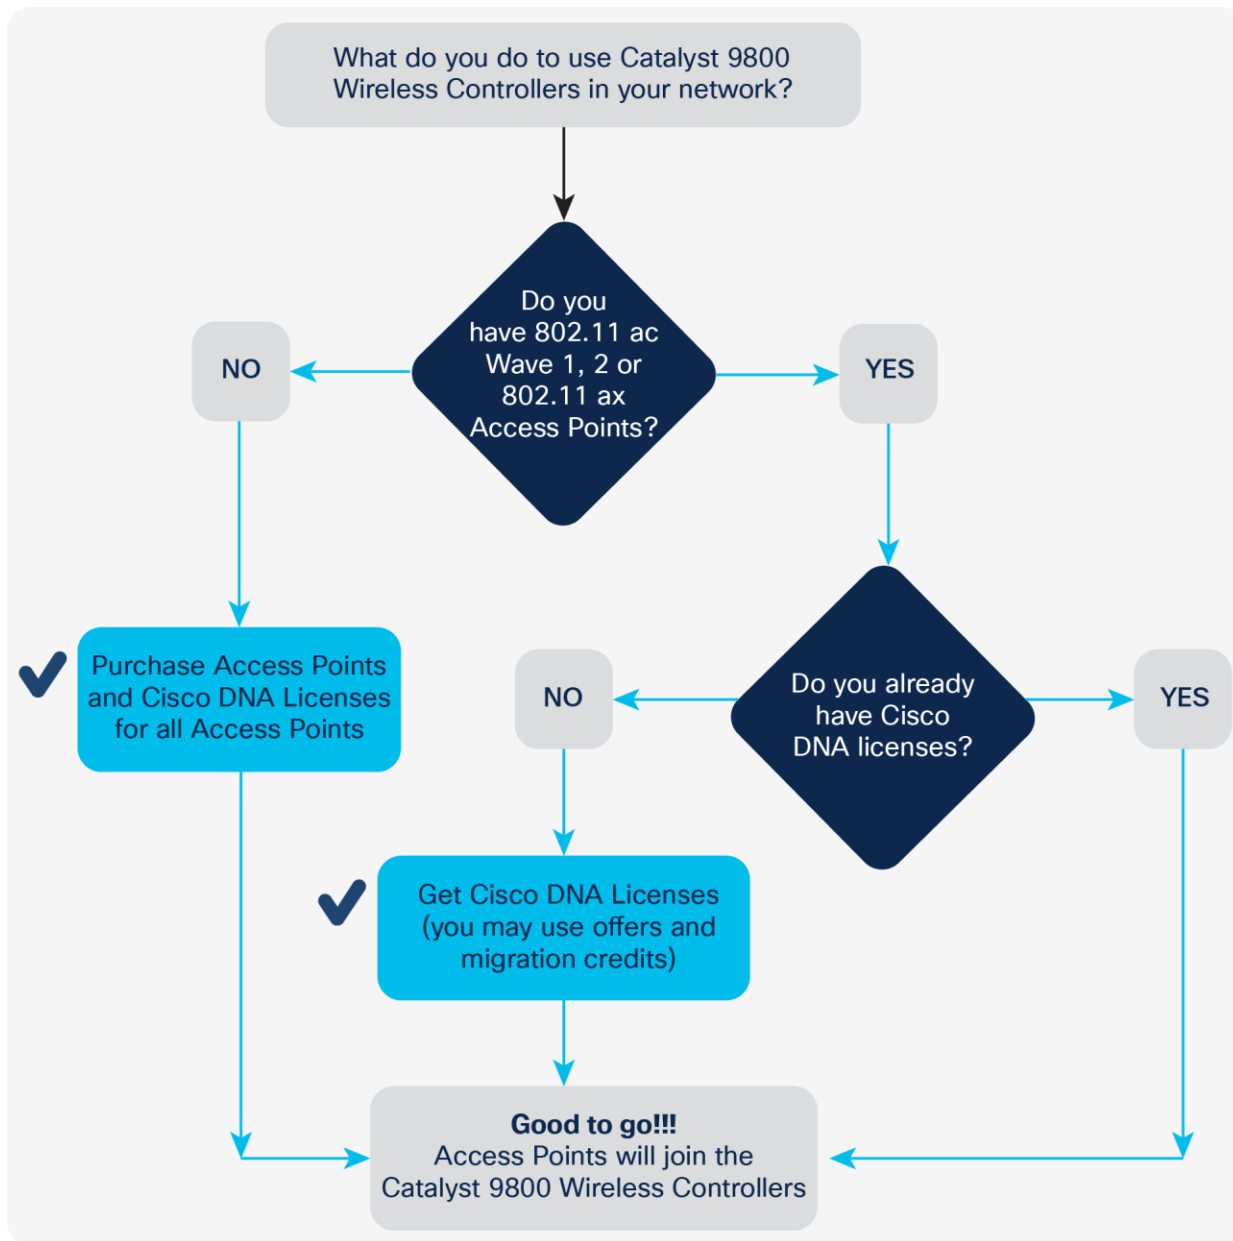 What do you do to use Catalyst 9800
Wireless Controllers in your network?
Do you
have 802.11 ac
Wave 1, 2 or
802.11 ax
Access Points?
NO
YES
Purchase Access Points
and Cisco DNA Licenses
for all Access Points
NO
Do you already
have Cisco
DNA licenses?
YES
Get Cisco DNA Licenses
(you may use offers and
migration credits)
Good to go!!!
Access Points will join the
Catalyst 9800 Wireless Controllers